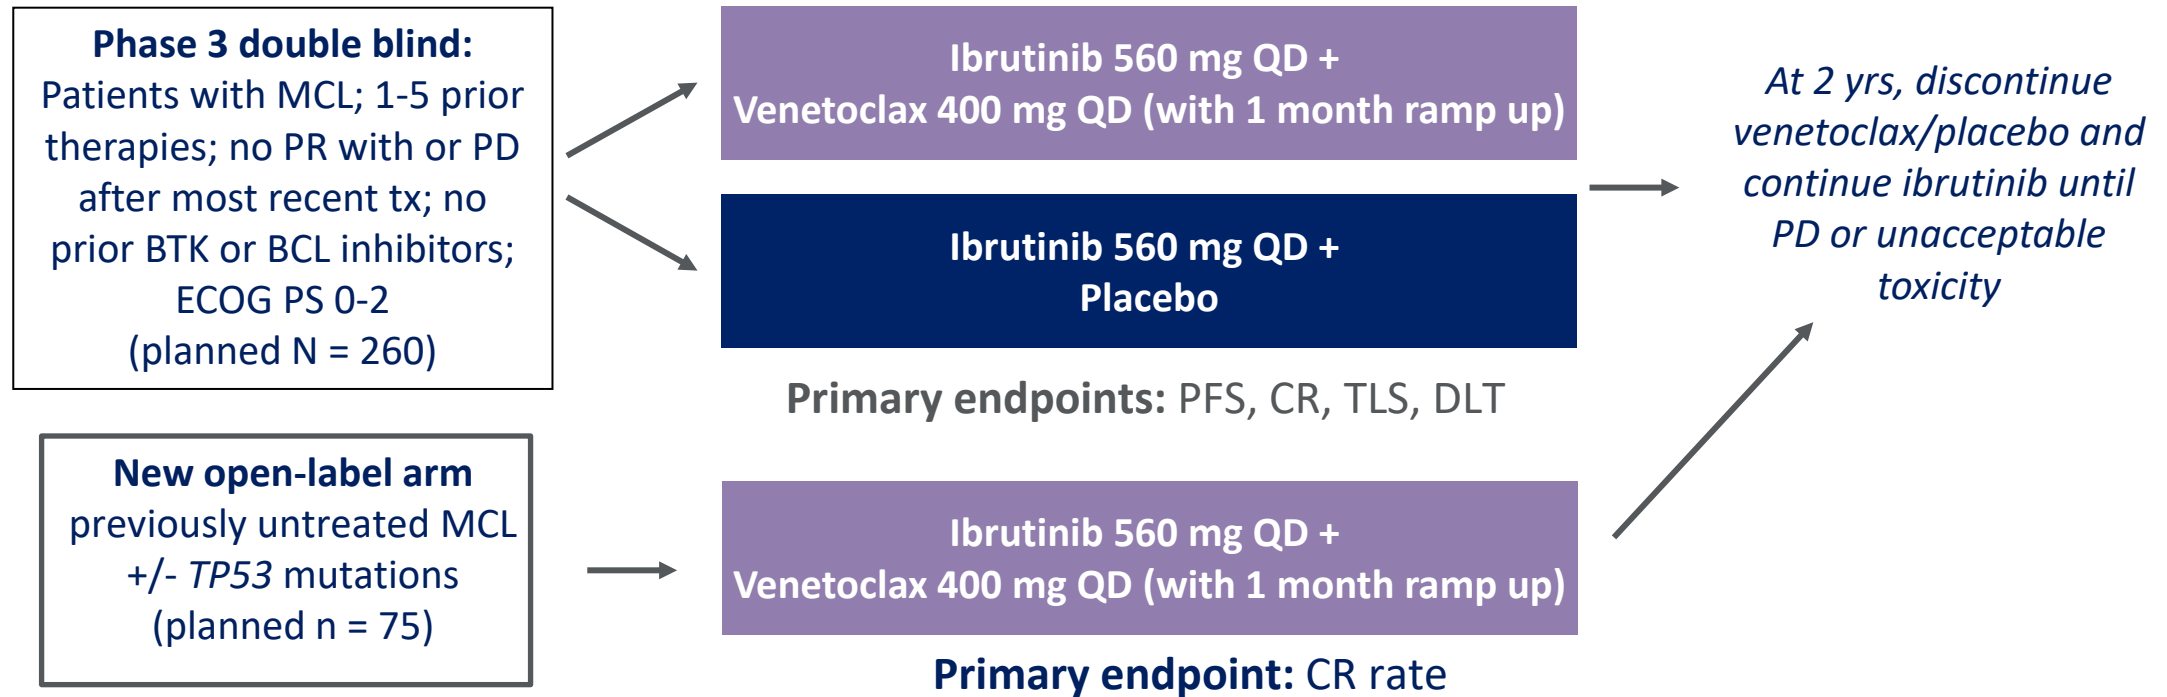 Phase 3 double blind:
Patients with MCL; 1-5 prior
therapies; no PR with or PD
after most recent tx; no
prior BTK or BCL inhibitors;
ECOG PS 0-2
(planned N = 260)
Ibrutinib 560 mg QD +
Venetoclax 400 mg QD (with 1 month ramp up)
Ibrutinib 560 mg QD +
Placebo
Primary endpoints: PFS, CR, TLS, DLT
At 2 yrs, discontinue
venetoclax/placebo and
continue ibrutinib until
PD or unacceptable
toxicity
New open-label arm
previously untreated MCL
+/- TP53 mutations
(planned n = 75)
Ibrutinib 560 mg QD +
Venetoclax 400 mg QD (with 1 month ramp up)
Primary endpoint: CR rate